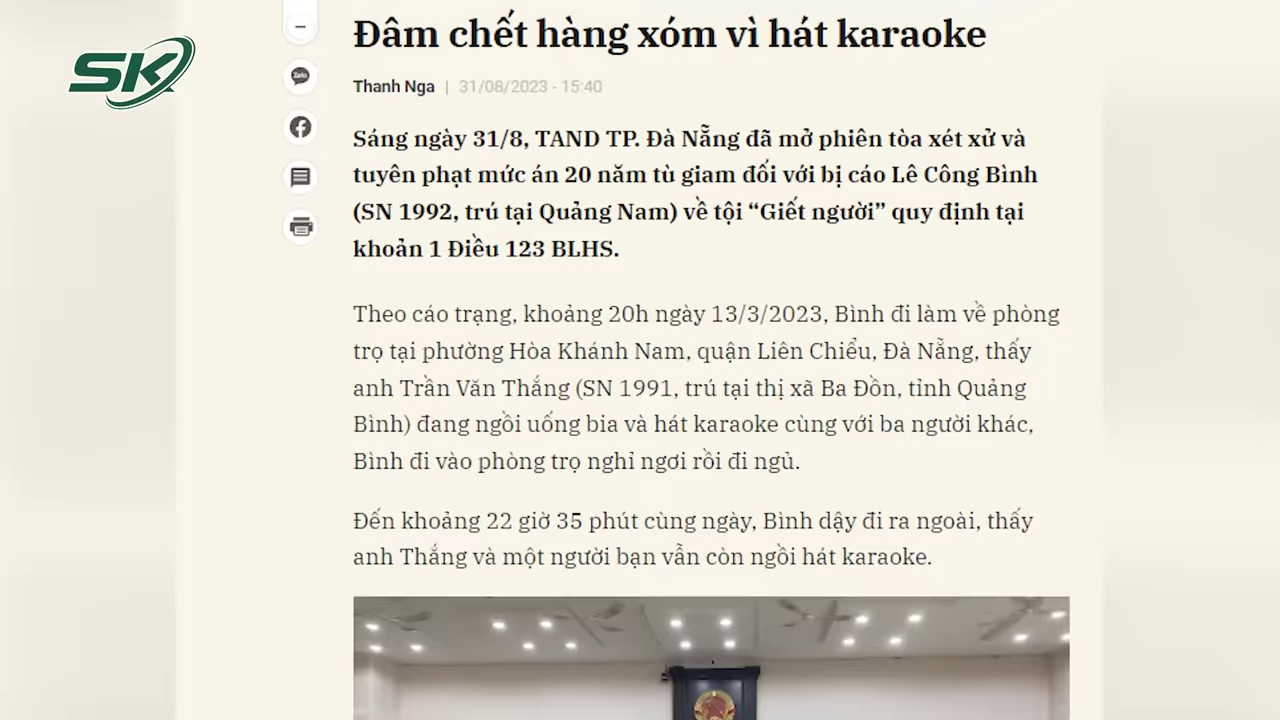 SK
Đâm chết hàng xóm vì hát karaoke
Thanh Nga | 31/08/2023 - 15:40
Zalo
Sáng ngày 31/8, TAND TP. Đà Nẵng đã mở phiên tòa xét xử và
tuyên phạt mức án 20 năm tù giam đối với bị cáo Lê Công Bình
(SN 1992, trú tại Quảng Nam) về tội “Giết người” quy định tại
khoản 1 Điều 123 BLHS.
Theo cáo trạng, khoảng 20h ngày 13/3/2023, Bình đi làm về phòng
trọ tại phường Hòa Khánh Nam, quận Liên Chiểu, Đà Nẵng, thấy
anh Trần Văn Thắng (SN 1991, trú tại thị xã Ba Đồn, tỉnh Quảng
Bình) đang ngồi uống bia và hát karaoke cùng với ba người khác,
Bình đi vào phòng trọ nghỉ ngơi rồi đi ngủ.
Đến khoảng 22 giờ 35 phút cùng ngày, Bình dậy đi ra ngoài, thấy
anh Thắng và một người bạn vẫn còn ngồi hát karaoke.